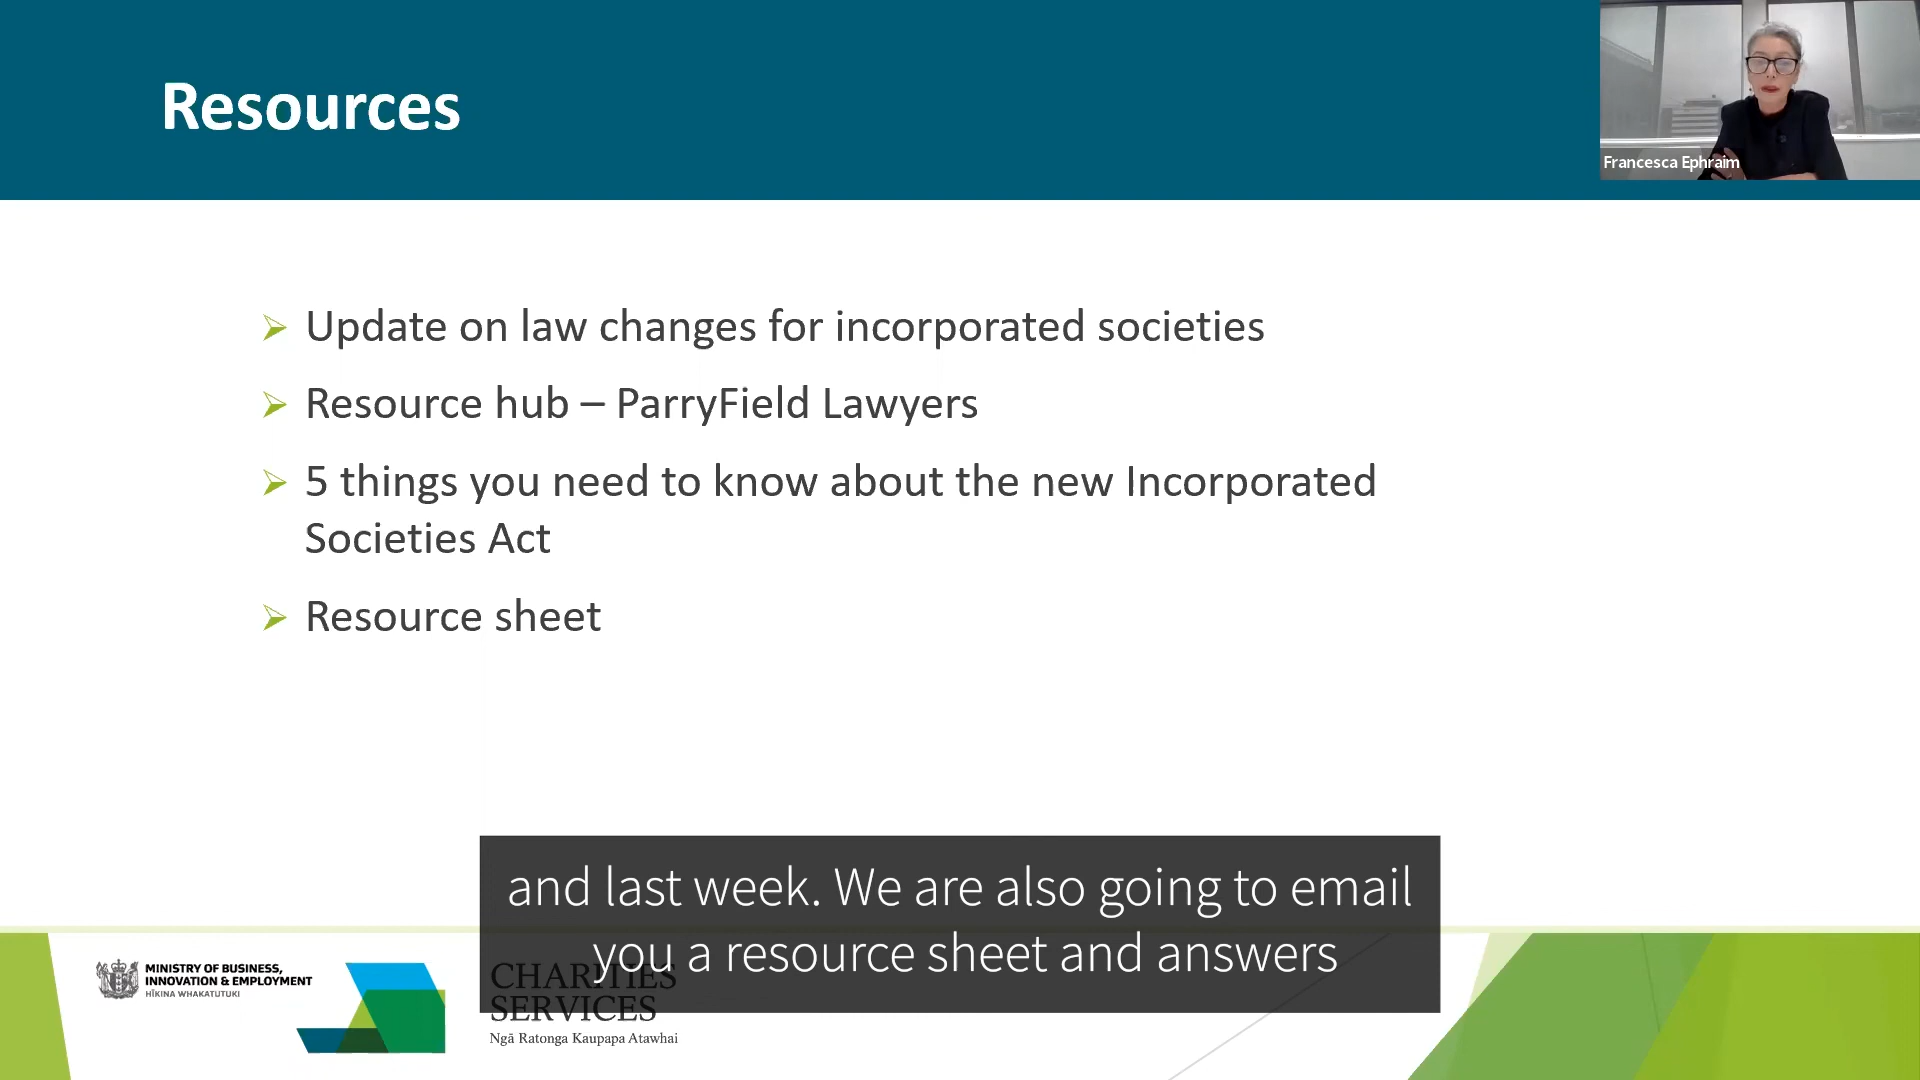 Resources
Francesca Ephraim
Update on law changes for incorporated societies
Resource hub – ParryField Lawyers
5 things you need to know about the new Incorporated
Societies Act
Resource sheet
and last week. We are also going to email
you a resource sheet and answers
MINISTRY OF BUSINESS,
INNOVATION & EMPLOYMENT
HĪKINA WHAKATUTUKI
CHARITIES
SERVICES
Ngā Ratonga Kaupapa Atawhai